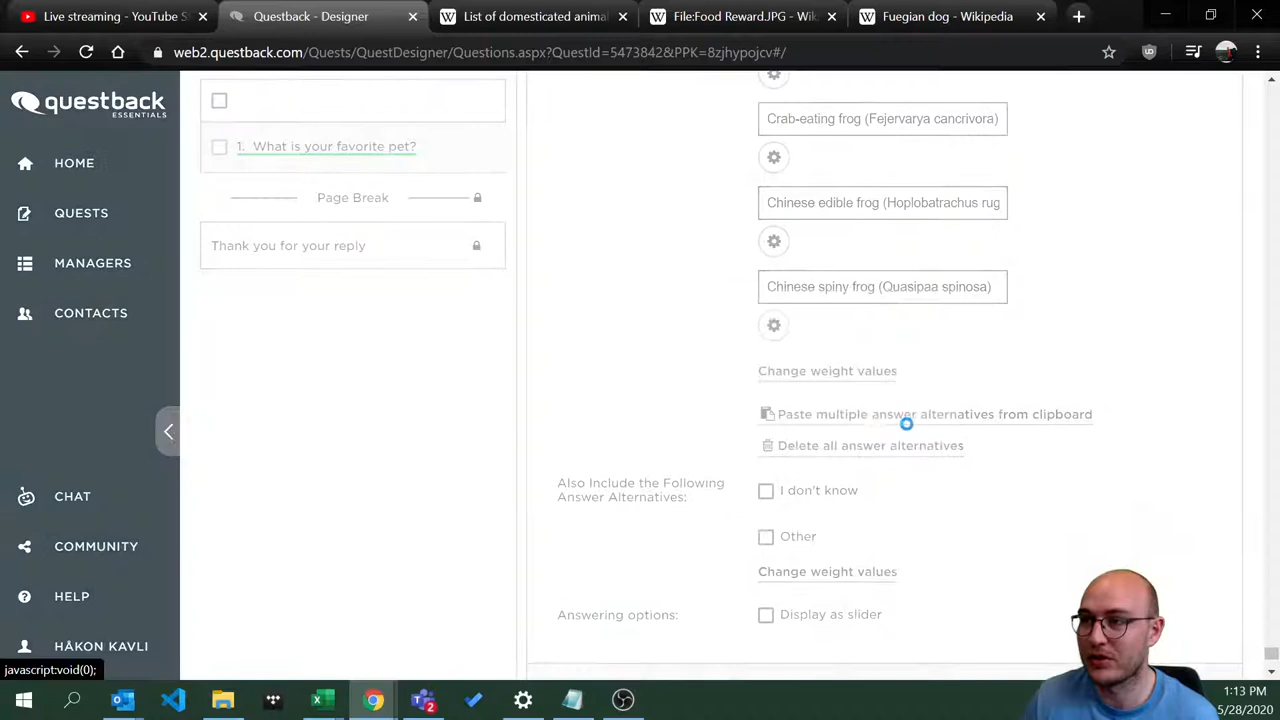 Live streaming - YouTube S
Questback - Designer
List of domesticated animal
File:Food Reward.JPG - Wik
Fuegian dog - Wikipedia
web2.questback.com/Quests/QuestDesigner/Questions.aspx?QuestId=5473842&PPK=8zjhypojcv#/
questback
ESSENTIALS
HOME
QUESTS
MANAGERS
CONTACTS
CHAT
COMMUNITY
HELP
HÅKON KAVLI
javascript:void(0);
1. What is your favorite pet?
Page Break
Thank you for your reply
Crab-eating frog (Fejervarya cancrivora)
Chinese edible frog (Hoplobatrachus rug
Chinese spiny frog (Quasipaa spinosa)
Change weight values
Paste multiple answer alternatives from clipboard
Delete all answer alternatives
Also Include the Following
Answer Alternatives:
I don't know
Other
Change weight values
Answering options:
Display as slider
1:13 PM
5/28/2020